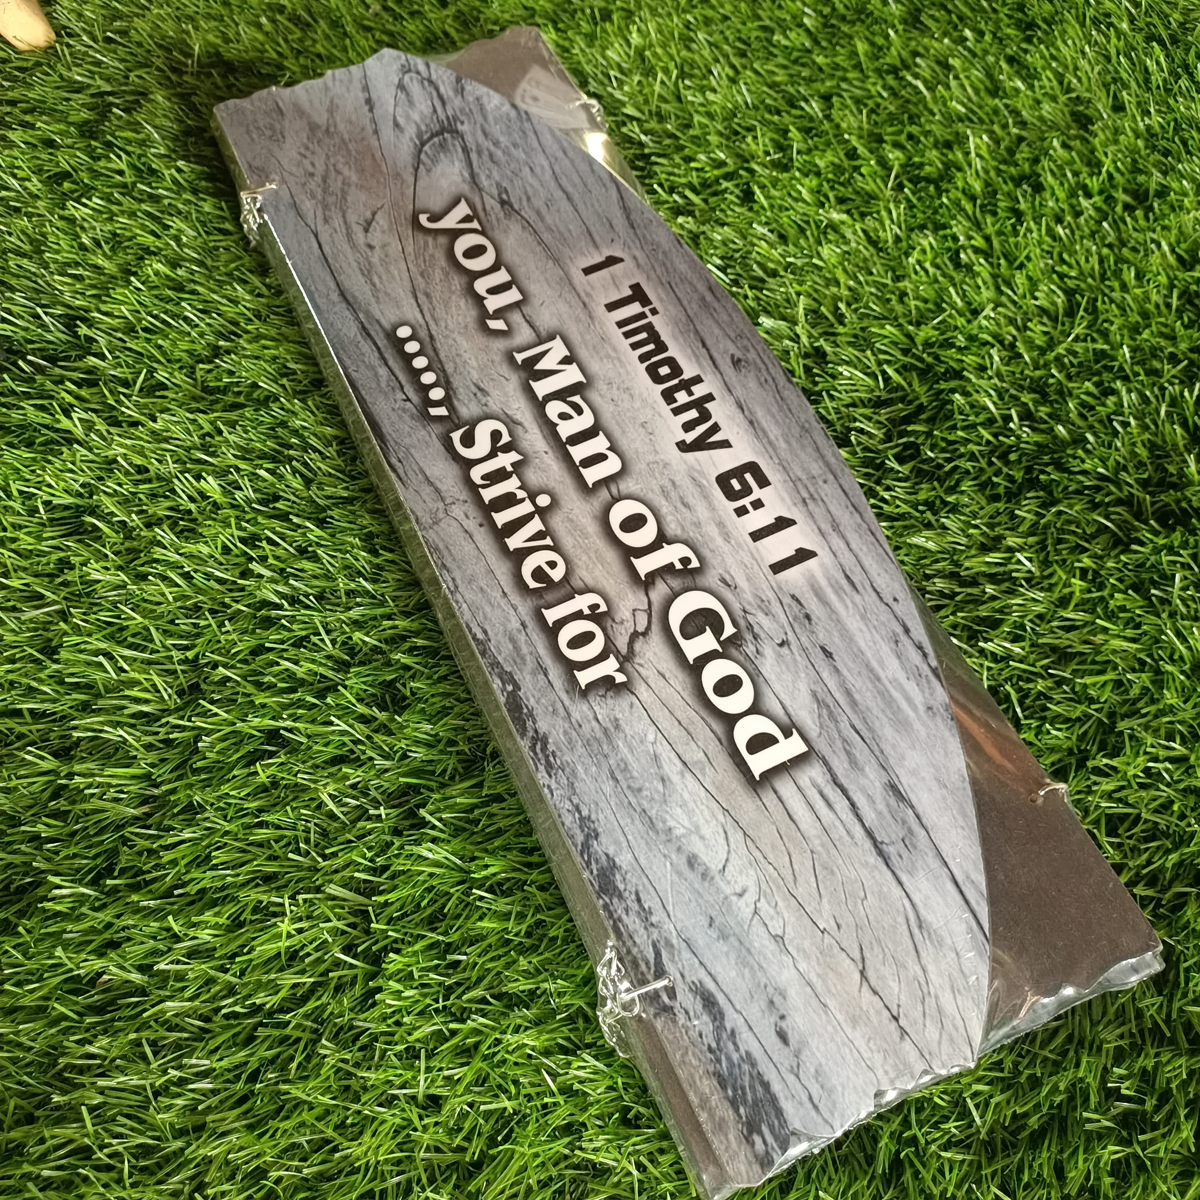 1 Timothy 6:11
you, Man of God
....., Strive for